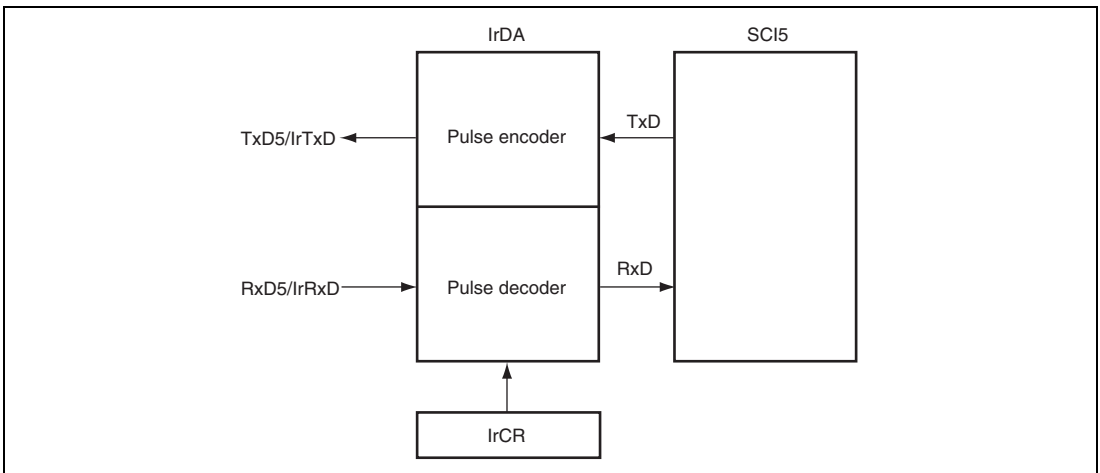 IrDA
SCI5
TxD5/IrTxD
Pulse encoder
TxD
RxD5/IrRxD
Pulse decoder
RxD
IrCR